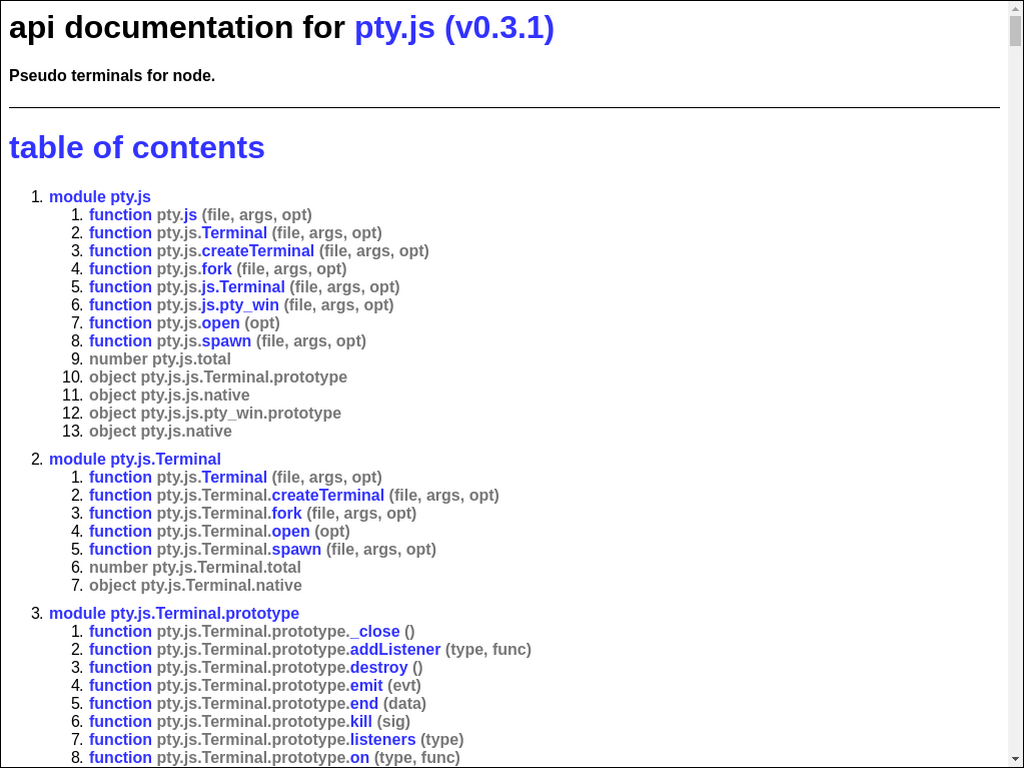 api documentation for pty.js (v0.3.1)
Pseudo terminals for node.
table of contents
1. module pty.js
1. function pty.js (file, args, opt)
2. function pty.js.Terminal (file, args, opt)
3. function pty.js.createTerminal (file, args, opt)
4. function pty.js.fork (file, args, opt)
5. function pty.js.js.Terminal (file, args, opt)
6. function pty.js.js.pty_win (file, args, opt)
7. function pty.js.open (opt)
8. function pty.js.spawn (file, args, opt)
9. number pty.js.total
10. object pty.js.js.Terminal.prototype
11. object pty.js.js.native
12. object pty.js.js.pty_win.prototype
13. object pty.js.native
2. module pty.js.Terminal
1. function pty.js.Terminal (file, args, opt)
2. function pty.js.Terminal.createTerminal (file, args, opt)
3. function pty.js.Terminal.fork (file, args, opt)
4. function pty.js.Terminal.open (opt)
5. function pty.js.Terminal.spawn (file, args, opt)
6. number pty.js.Terminal.total
7. object pty.js.Terminal.native
3. module pty.js.Terminal.prototype
1. function pty.js.Terminal.prototype._close ()
2. function pty.js.Terminal.prototype.addListener (type, func)
3. function pty.js.Terminal.prototype.destroy ()
4. function pty.js.Terminal.prototype.emit (evt)
5. function pty.js.Terminal.prototype.end (data)
6. function pty.js.Terminal.prototype.kill (sig)
7. function pty.js.Terminal.prototype.listeners (type)
8. function pty.js.Terminal.prototype.on (type, func)